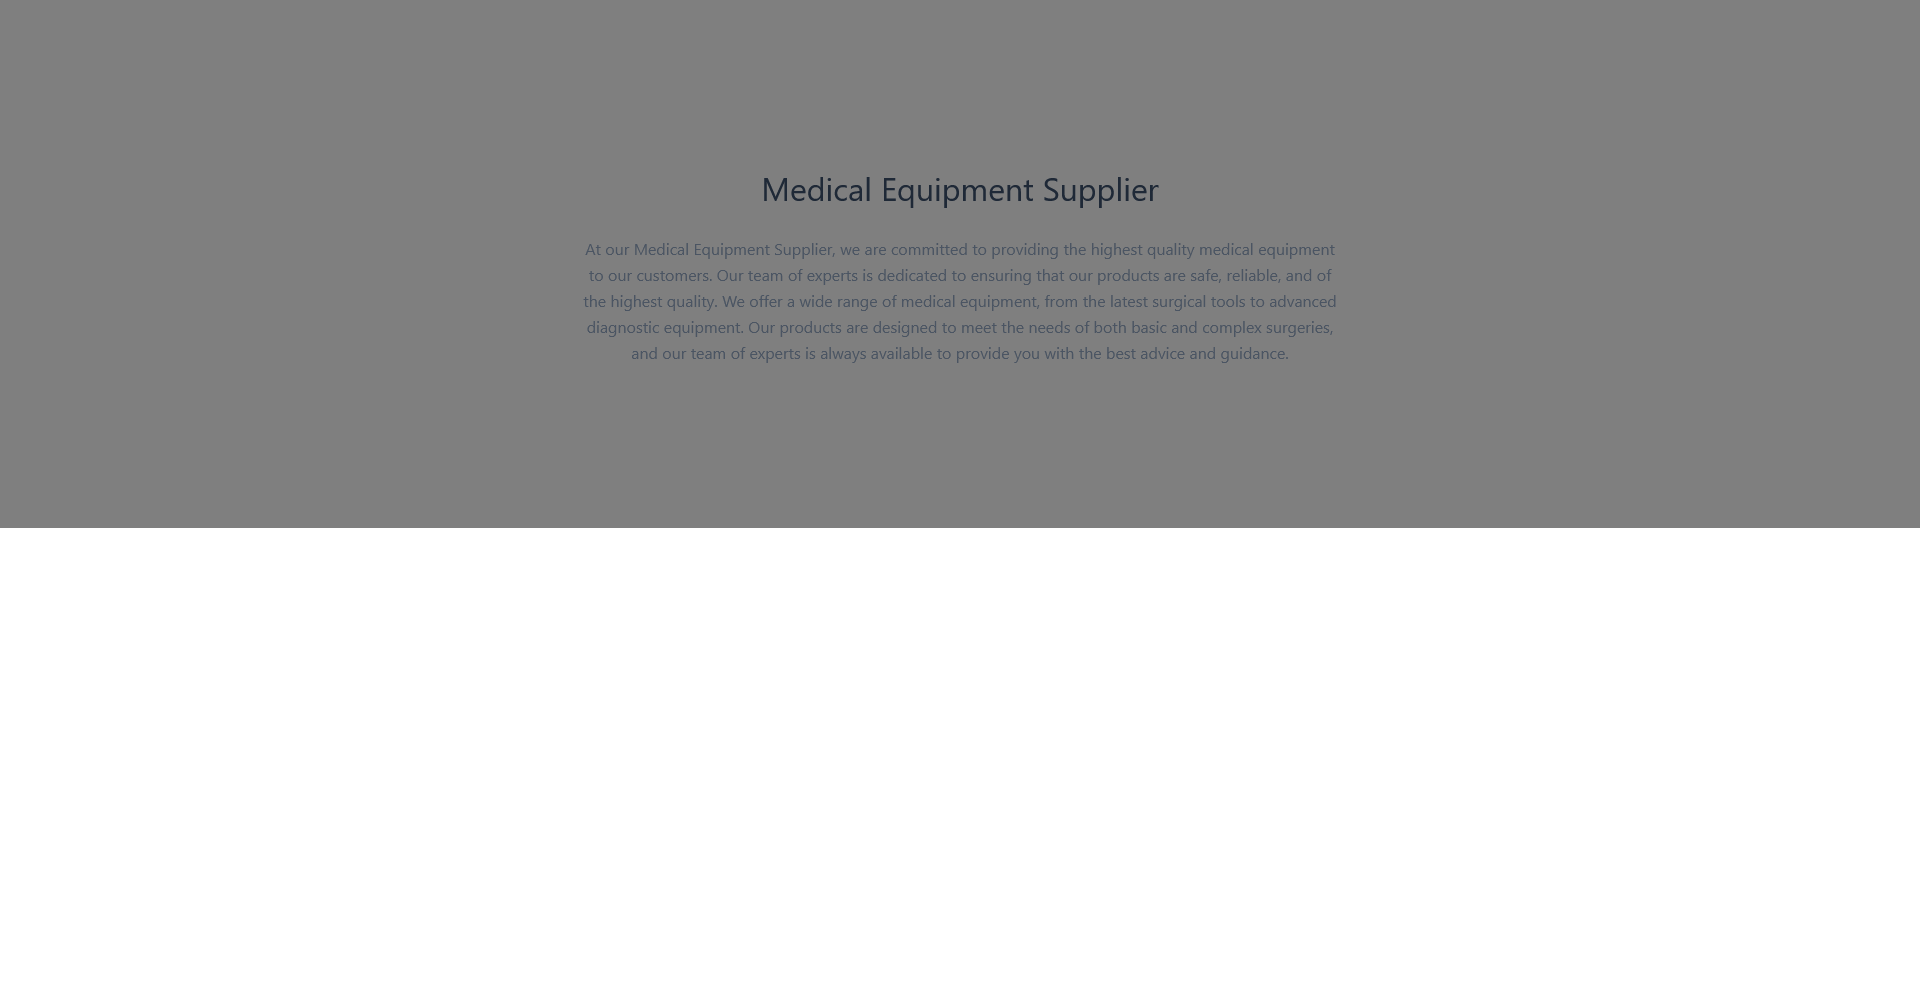 Medical Equipment Supplier
At our Medical Equipment Supplier, we are committed to providing the highest quality medical equipment
to our customers. Our team of experts is dedicated to ensuring that our products are safe, reliable, and of
the highest quality. We offer a wide range of medical equipment, from the latest surgical tools to advanced
diagnostic equipment. Our products are designed to meet the needs of both basic and complex surgeries,
and our team of experts is always available to provide you with the best advice and guidance.